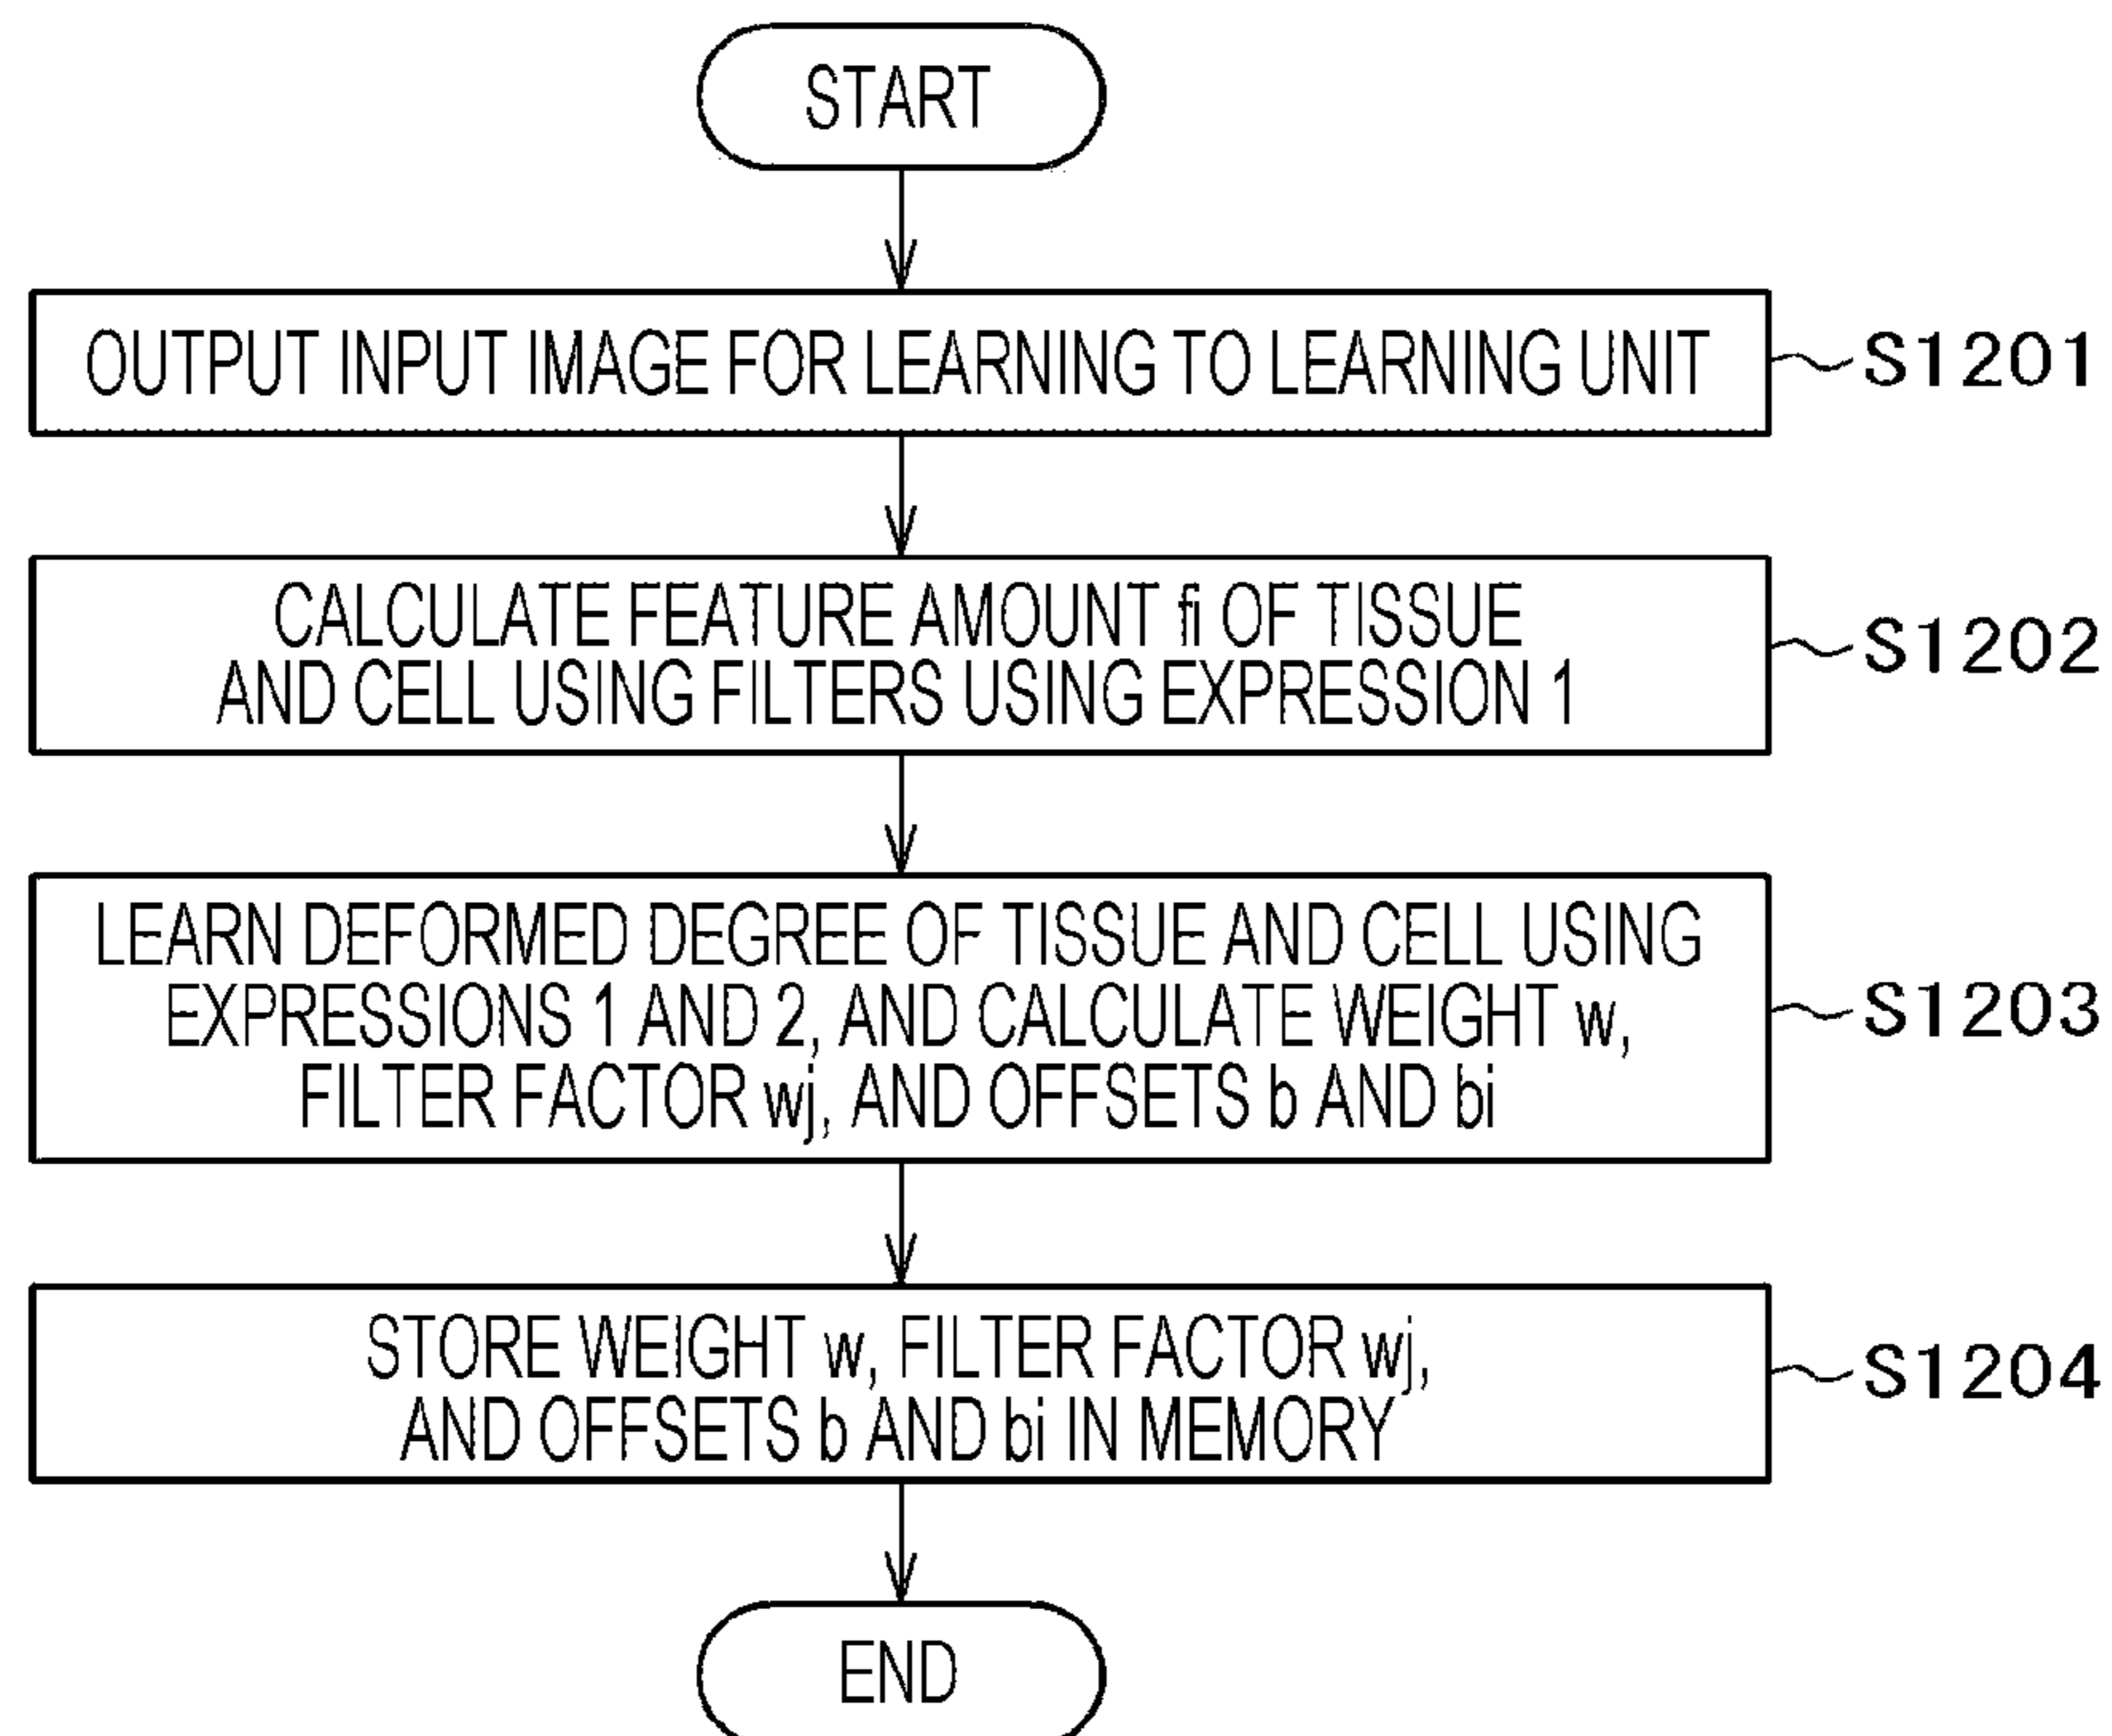 START
OUTPUT INPUT IMAGE FOR LEARNING TO LEARNING UNIT
S1201
CALCULATE FEATURE AMOUNT fi OF TISSUE
AND CELL USING FILTERS USING EXPRESSION 1
S1202
LEARN DEFORMED DEGREE OF TISSUE AND CELL USING
EXPRESSIONS 1 AND 2, AND CALCULATE WEIGHT w,
FILTER FACTOR wj, AND OFFSETS b AND bi
S1203
STORE WEIGHT w, FILTER FACTOR wj,
AND OFFSETS b AND bi IN MEMORY
S1204
END